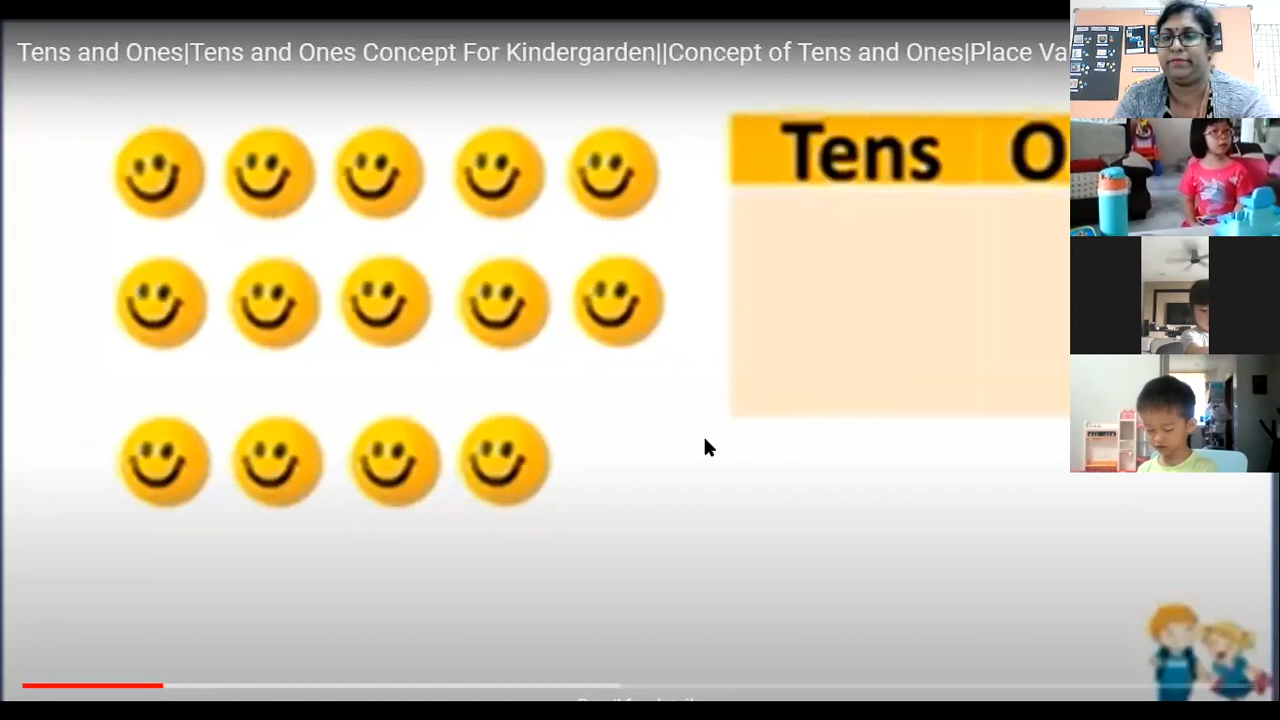 Tens and Ones|Tens and Ones Concept For Kindergarden||Concept of Tens and Ones|Place Va
Tens O